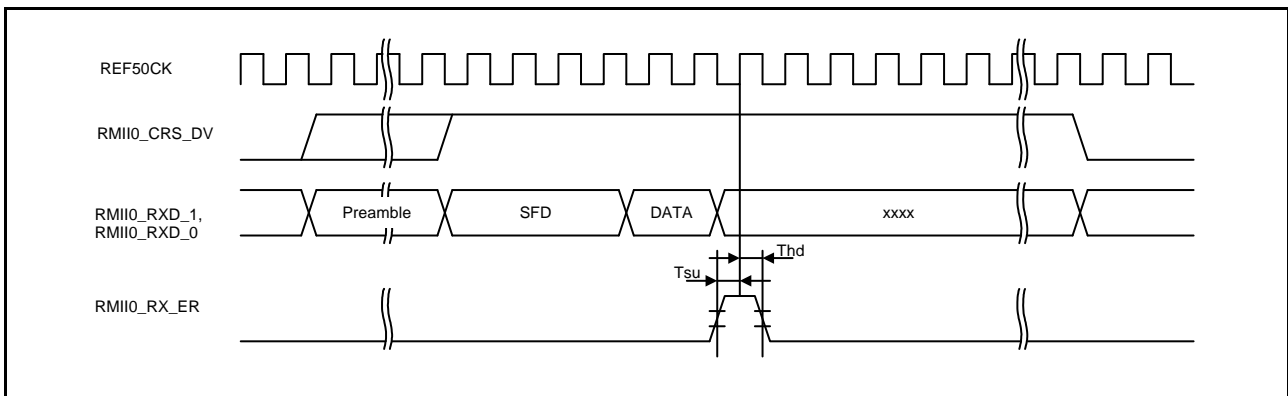 REF50CK
RMII0_CRS_DV
RMII0_RXD_1,
RMII0_RXD_0
Preamble
SFD
DATA
xxxx
Thd
Tsu
RMII0_RX_ER